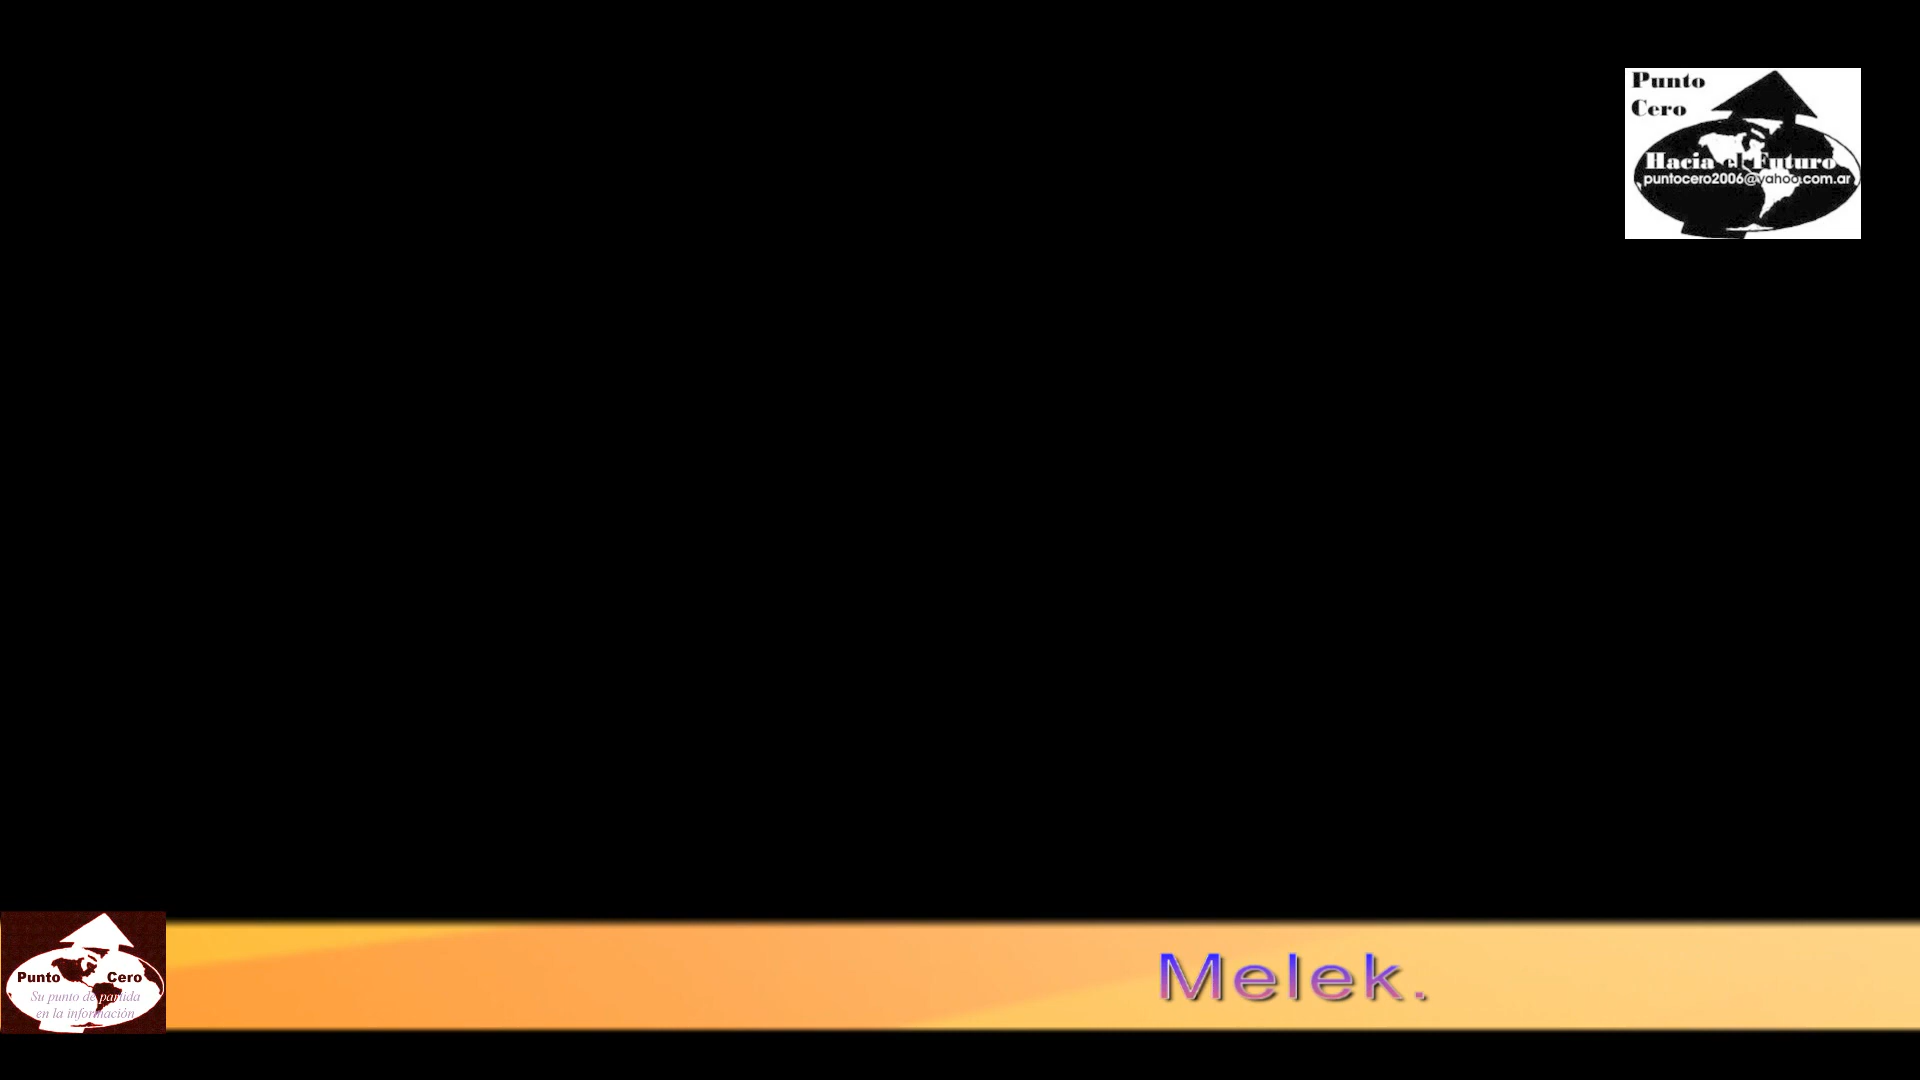 Punto
Cero
Hacia el Futuro
puntocero2006@yahoo.com.ar
Melek.
Punto Cero
Su punto de partida
en la información